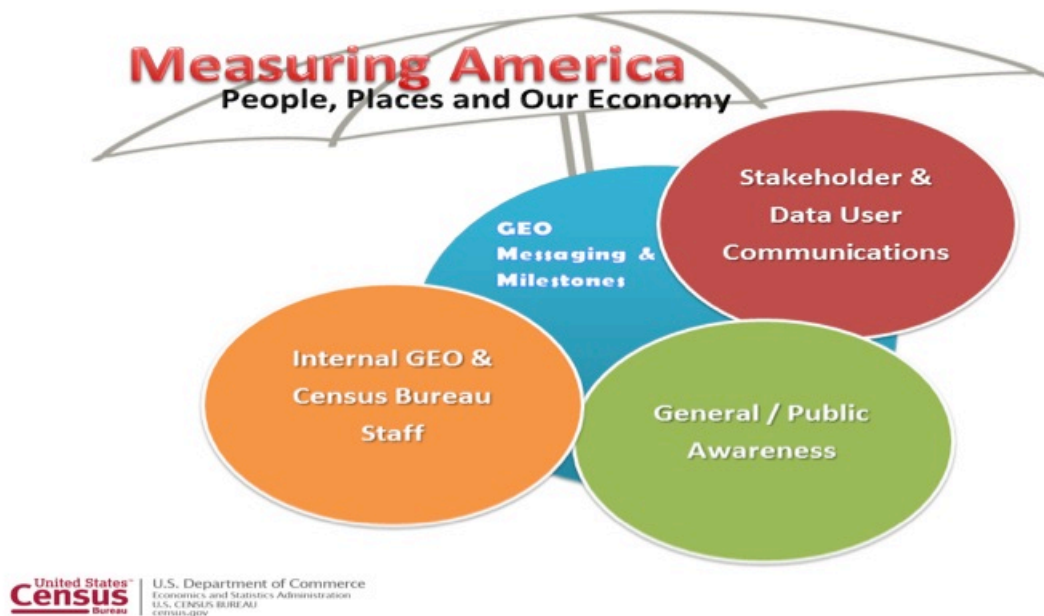 Measuring America
People, Places and Our Economy
Stakeholder &
Data User
Communications
GEO
Messaging &
Milestones
Internal GEO &
Census Bureau
Staff
General / Public
Awareness
United States™
Census
Bureau
U.S. Department of Commerce
Economics and Statistics Administration
U.S. CENSUS BUREAU
census.gov